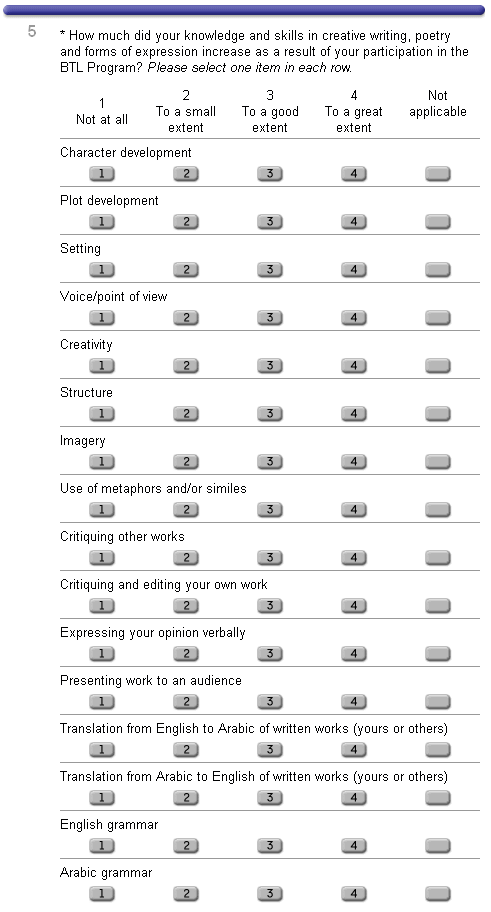 5
* How much did your knowledge and skills in creative writing, poetry
and forms of expression increase as a result of your participation in the
BTL Program? Please select one item in each row.
1
Not at all
2
To a small
extent
3
To a good
extent
4
To a great
extent
Not
applicable
Character development
1 2 3 4
Plot development
1 2 3 4
Setting
1 2 3 4
Voice/point of view
1 2 3 4
Creativity
1 2 3 4
Structure
1 2 3 4
Imagery
1 2 3 4
Use of metaphors and/or similes
1 2 3 4
Critiquing other works
1 2 3 4
Critiquing and editing your own work
1 2 3 4
Expressing your opinion verbally
1 2 3 4
Presenting work to an audience
1 2 3 4
Translation from English to Arabic of written works (yours or others)
1 2 3 4
Translation from Arabic to English of written works (yours or others)
1 2 3 4
English grammar
1 2 3 4
Arabic grammar
1 2 3 4